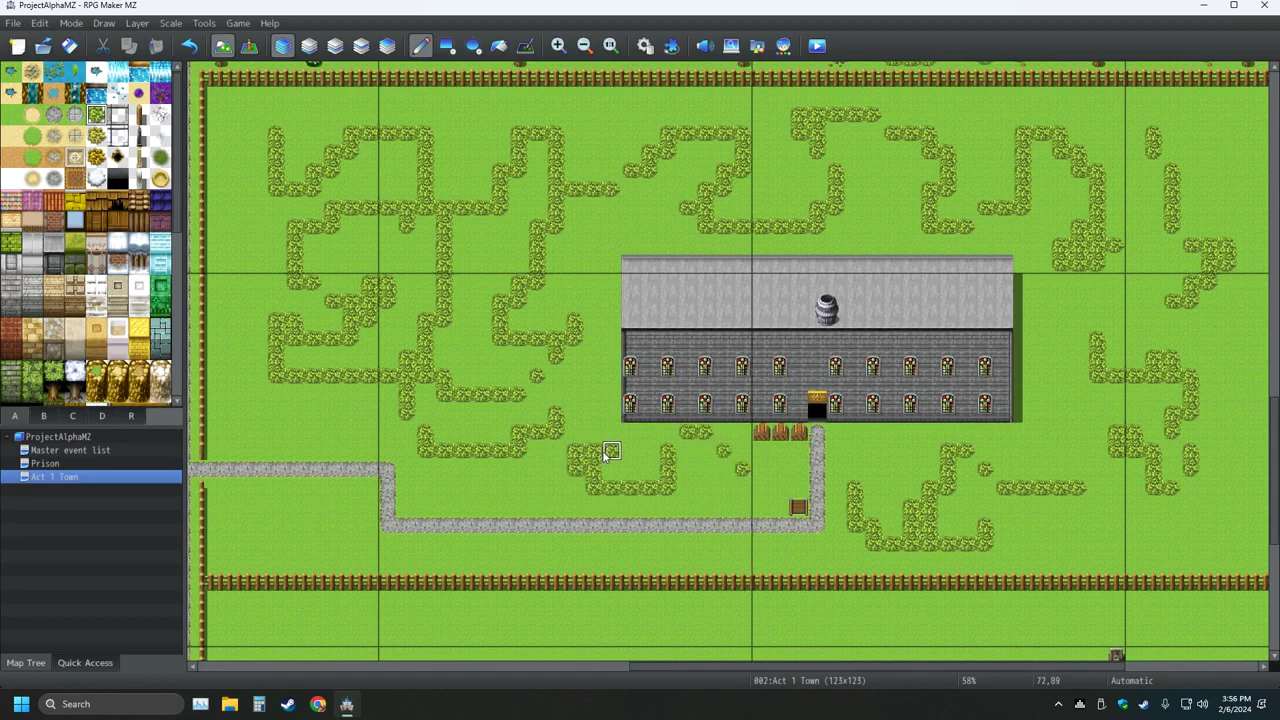 ProjectAlphaMZ - RPG Maker MZ
File Edit Mode Draw Layer Scale Tools Game Help
A B C D R
ProjectAlphaMZ
Master event list
Prison
Act 1 Town
Map Tree Quick Access
002:Act 1 Town (123x123) 58% 72,89 Automatic
Search
3:56 PM
2/6/2024